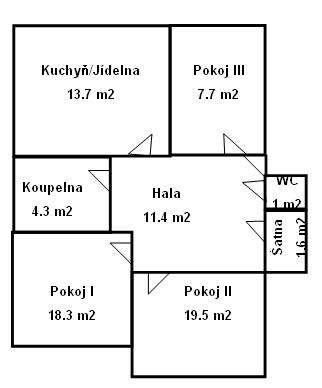 Kuchyň/Jídelna
13.7 m2
Pokoj III
7.7 m2
Koupelna
4.3 m2
Hala
11.4 m2
WC
1 m2
Šatna
1.6 m2
Pokoj I
18.3 m2
Pokoj II
19.5 m2